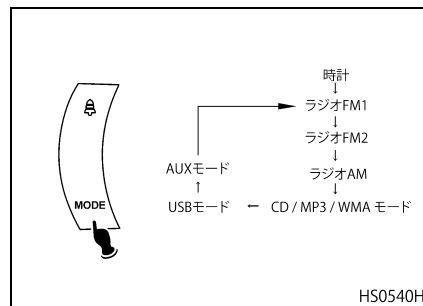 時計
↓
ラジオFM1
↓
ラジオFM2
↓
ラジオAM
↓
AUXモード
↑
USBモード ← CD / MP3 / WMA モード
MODE
HS0540H